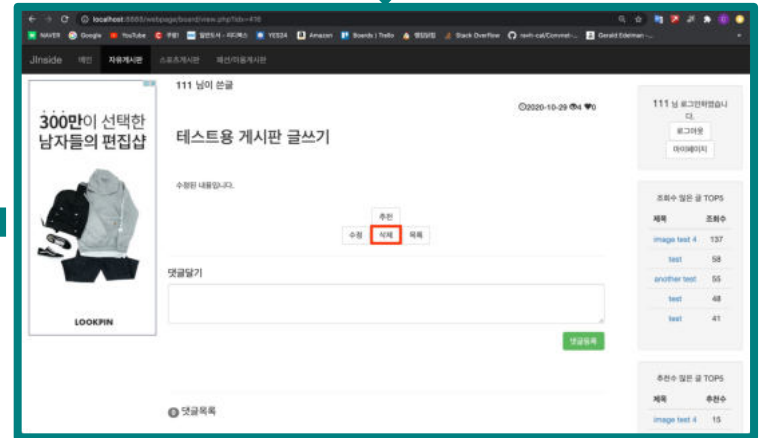 localhost:8888/webpage/board/view.php?idx=416
NAVER Google YouTube YES24 Amazon Boards | Trello Stack Overflow Gerald Edelman -...
JInside 메인 자유게시판 스포츠게시판 패션/미용게시판
111 님이 쓴글
2020-10-29 4 0
테스트용 게시판 글쓰기
수정된 내용입니다.
추천
수정 삭제 목록
댓글달기
댓글등록
0 댓글목록
300만이 선택한
남자들의 편집샵
LOOKPIN
111 님 로그인하였습니
다.
로그아웃
마이페이지
조회수 많은 글 TOP5
제목 조회수
image test 4 137
test 58
another test 55
test 48
test 41
추천수 많은 글 TOP5
제목 추천수
image test 4 15